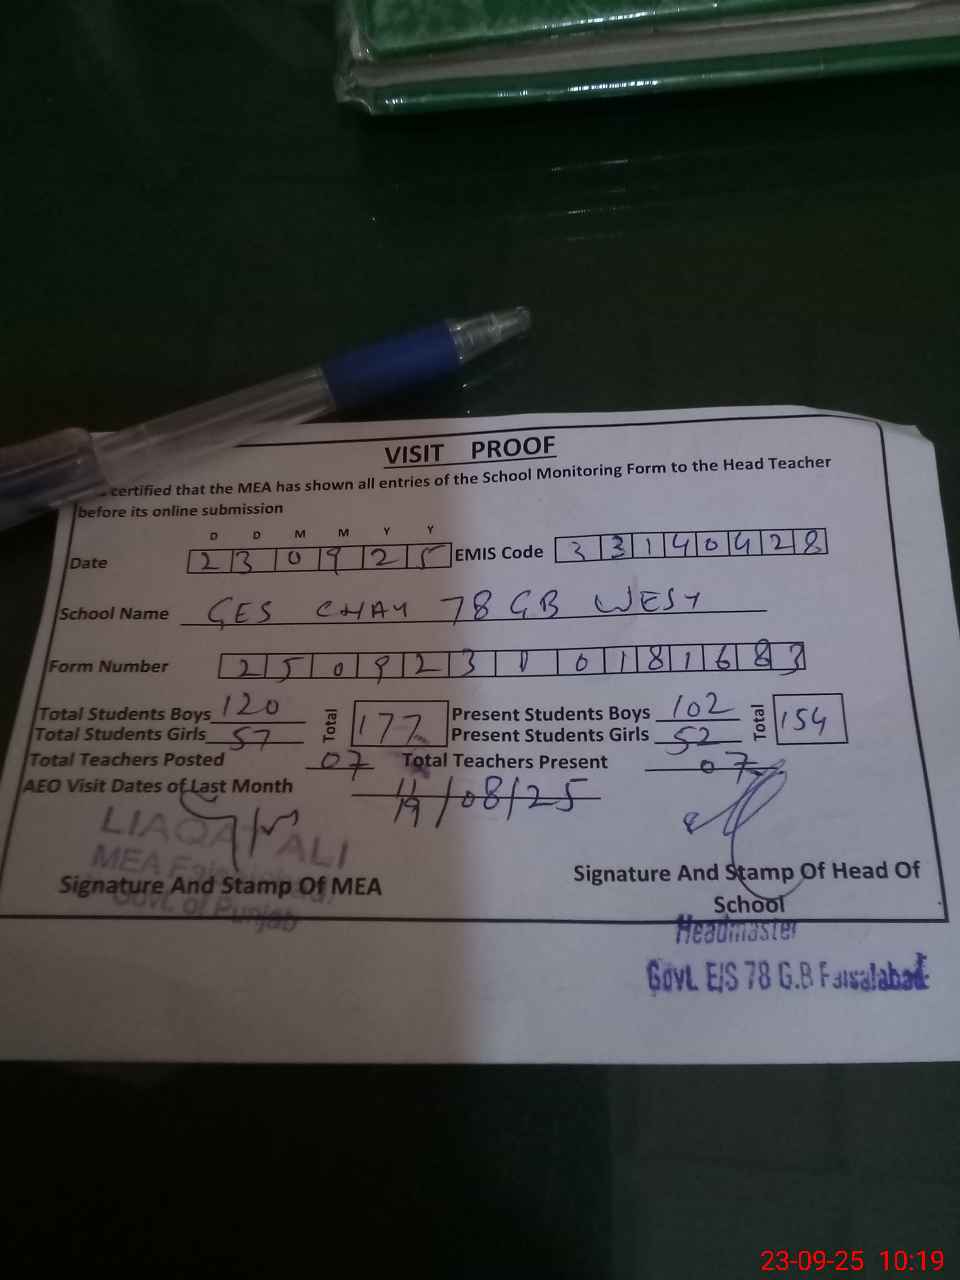 VISIT PROOF
certified that the MEA has shown all entries of the School Monitoring Form to the Head Teacher
before its online submission
D D M M Y Y
Date 2 3 0 9 2 5 EMIS Code 3 3 1 4 0 4 2 8
School Name GES CHAK 78 GB WEST
Form Number 2 5 0 9 2 3 0 0 1 8 1 6 8 3
Total Students Boys 120 Total 177 Present Students Boys 102 Total 154
Total Students Girls 57 Present Students Girls 52
Total Teachers Posted 07 Total Teachers Present 07
AEO Visit Dates of Last Month 11/19/08/25
LIAQAT ALI
MEA Faisalabad
Signature And Stamp Of MEA
Govt. of Punjab
Signature And Stamp Of Head Of
School
Headmaster
Govt. E/S 78 G.B Faisalabad
23-09-25 10:19